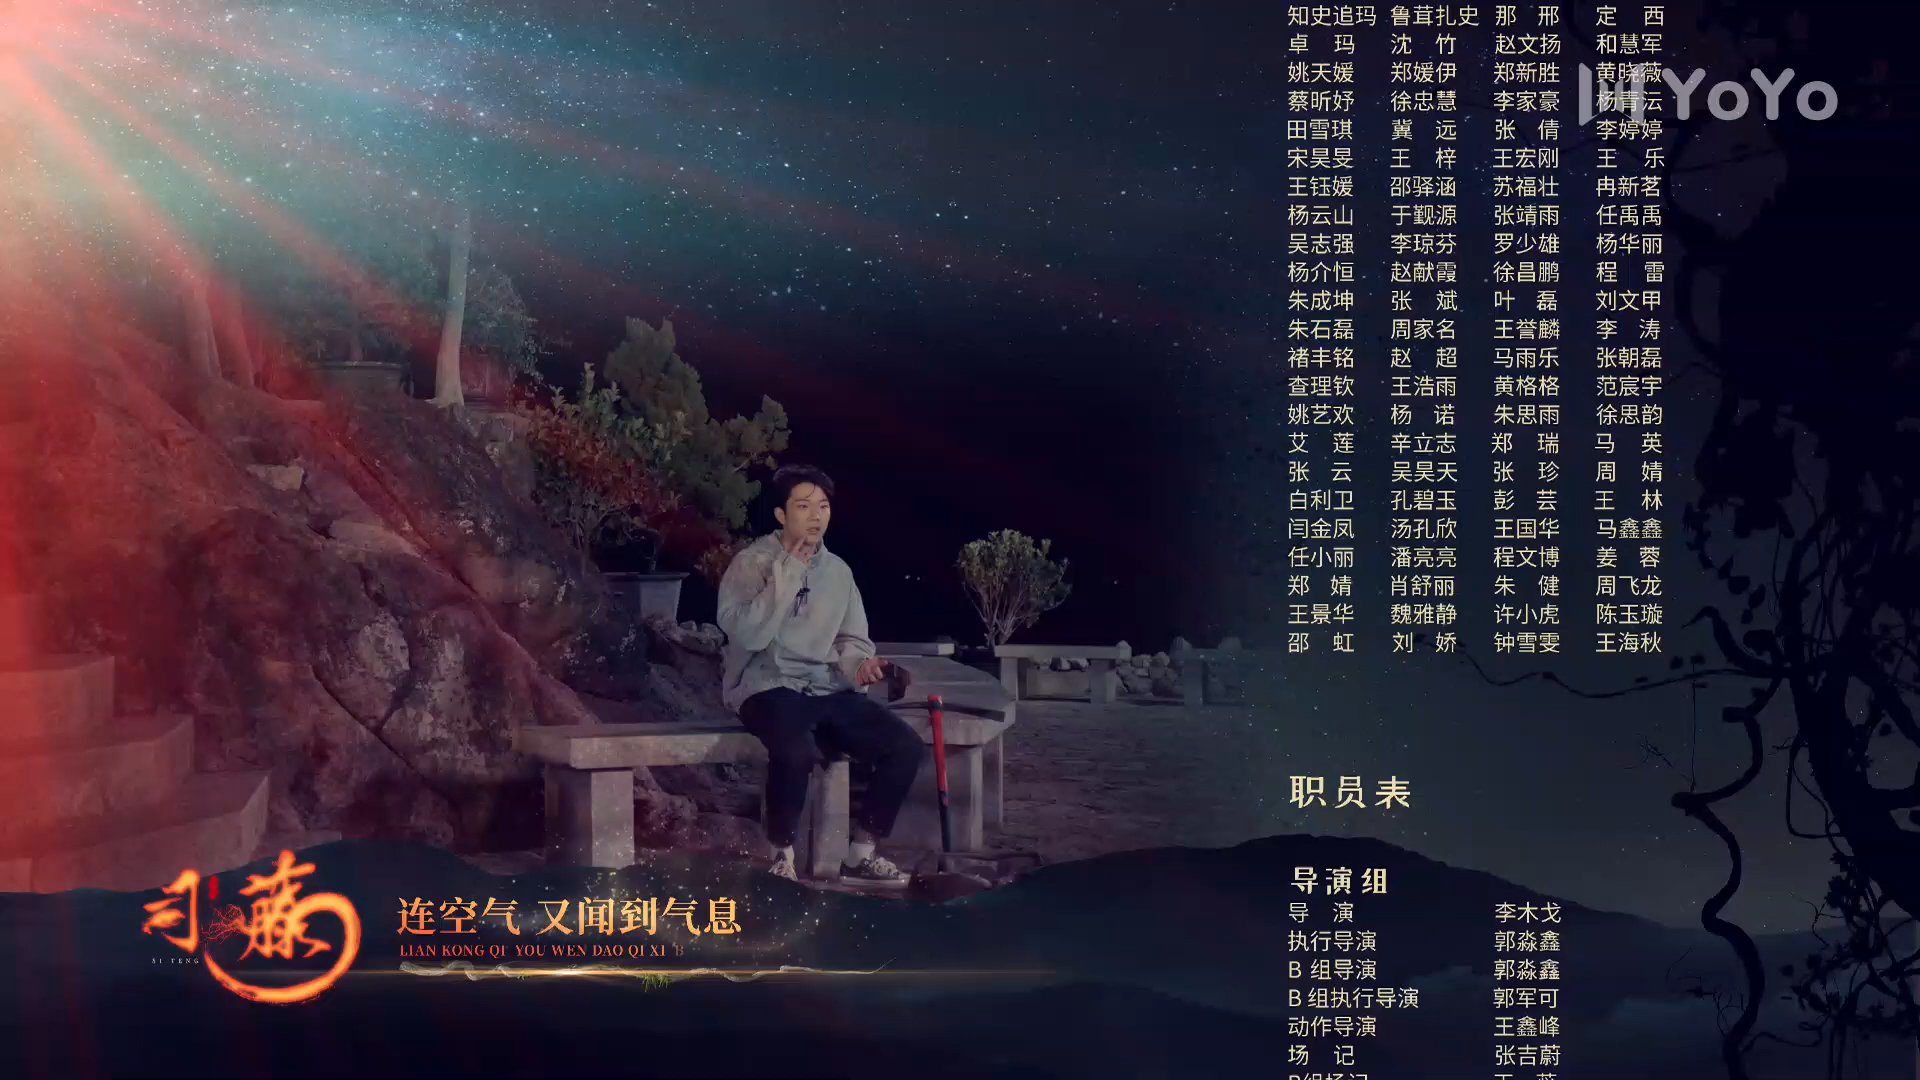 知史追玛 鲁茸扎史 那邢 定西
卓玛 沈竹 赵文扬 和慧军
姚天媛 郑媛伊 郑新胜 黄晓薇
蔡昕妤 徐忠慧 李家豪 杨青沄
YoYo
田雪琪 冀远 张倩 李婷婷
宋昊旻 王梓 王宏刚 王乐
王钰媛 邵驿涵 苏福壮 冉新茗
杨云山 于觐源 张靖雨 任禹禹
吴志强 李琼芬 罗少雄 杨华丽
杨介恒 赵献霞 徐昌鹏 程雷
朱成坤 张斌 叶磊 刘文甲
朱石磊 周家名 王誉麟 李涛
褚丰铭 赵超 马雨乐 张朝磊
查理钦 王浩雨 黄格格 范宸宇
姚艺欢 杨诺 朱思雨 徐思韵
艾莲 辛立志 郑瑞 马英
张云 吴昊天 张珍 周婧
白利卫 孔碧玉 彭芸 王林
闫金凤 汤孔欣 王国华 马鑫鑫
任小丽 潘亮亮 程文博 姜蓉
郑婧 肖舒丽 朱健 周飞龙
王景华 魏雅静 许小虎 陈玉璇
邵虹 刘娇 钟雪雯 王海秋
职员表
导演组
导演 李木戈
执行导演 郭淼鑫
B 组导演 郭淼鑫
B 组执行导演 郭军可
动作导演 王鑫峰
场记 张吉蔚
司藤
SI TENG
连空气 又闻到气息
LIAN KONG QI YOU WEN DAO QI XI